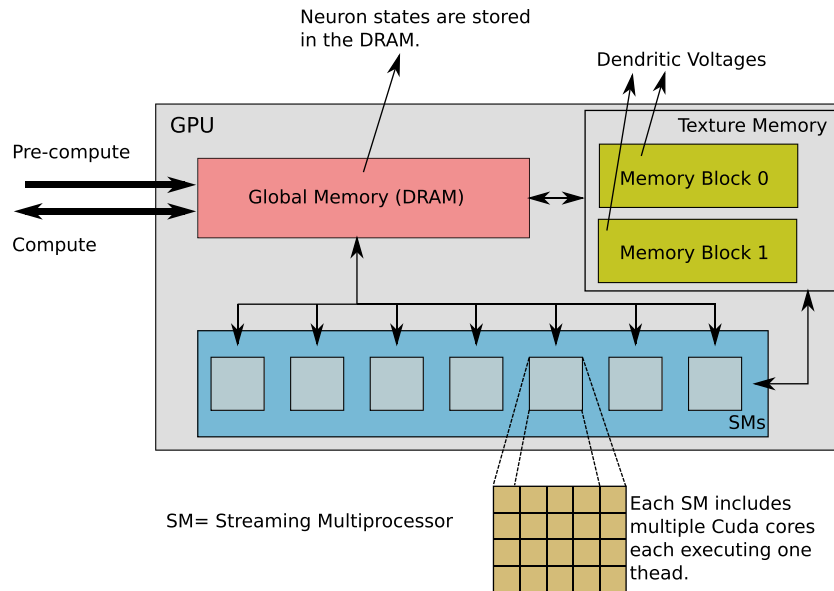 Neuron states are stored
in the DRAM.
Dendritic Voltages
GPU
Texture Memory
Pre-compute
Memory Block 0
Global Memory (DRAM)
Compute
Memory Block 1
SMs
SM= Streaming Multiprocessor
Each SM includes
multiple Cuda cores
each executing one
thead.